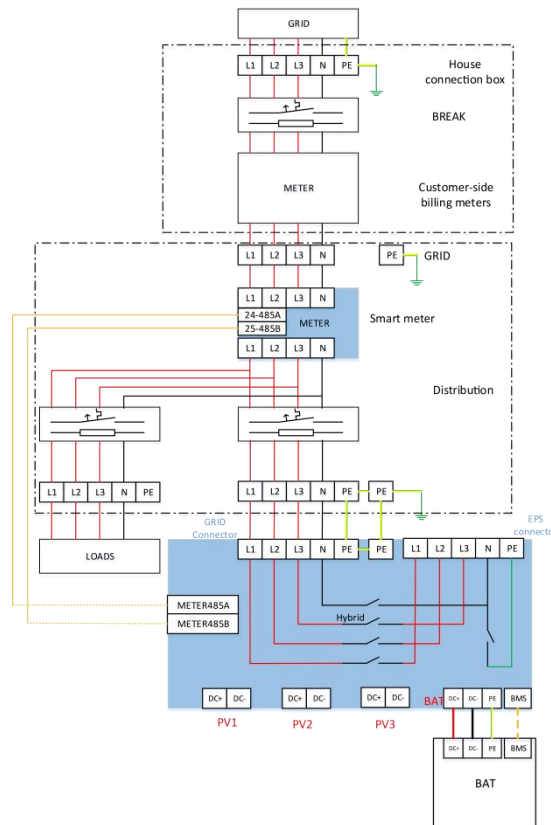 GRID
L1 L2 L3 N PE
House
connection box
BREAK
METER
Customer-side
billing meters
L1 L2 L3 N
PE
GRID
L1 L2 L3 N
24-485A
25-485B
METER
Smart meter
L1 L2 L3 N
Distribution
L1 L2 L3 N PE
L1 L2 L3 N PE PE
GRID
Connector
EPS
connecto
LOADS
L1 L2 L3 N PE PE
L1 L2 L3 N PE
METER485A
METER485B
Hybrid
DC+ DC-
DC+ DC-
DC+ DC-
BAT
DC+ DC- PE BMS
PV1
PV2
PV3
DC+ DC- PE BMS
BAT